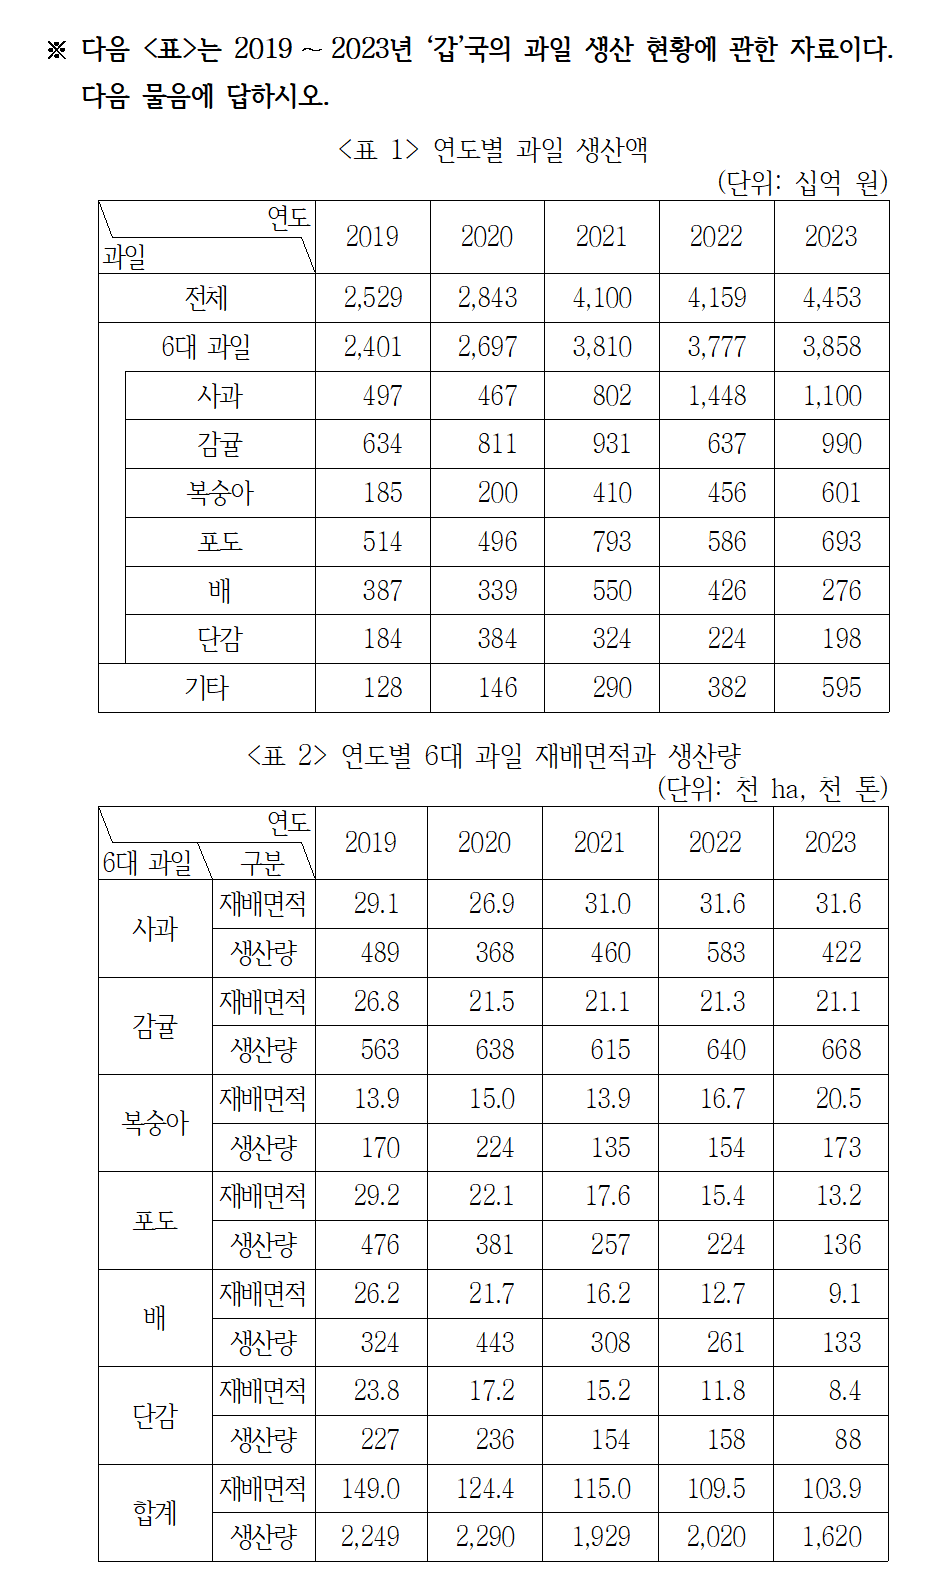 ※ 다음 <표>는 2019 ~ 2023년 ‘갑’국의 과일 생산 현황에 관한 자료이다.
다음 물음에 답하시오.
<표 1> 연도별 과일 생산액
(단위: 십억 원)
연도
과일
2019 2020 2021 2022 2023
전체 2,529 2,843 4,100 4,159 4,453
6대 과일 2,401 2,697 3,810 3,777 3,858
사과 497 467 802 1,448 1,100
감귤 634 811 931 637 990
복숭아 185 200 410 456 601
포도 514 496 793 586 693
배 387 339 550 426 276
단감 184 384 324 224 198
기타 128 146 290 382 595
<표 2> 연도별 6대 과일 재배면적과 생산량
(단위: 천 ha, 천 톤)
연도
6대 과일 구분
2019 2020 2021 2022 2023
사과
재배면적 29.1 26.9 31.0 31.6 31.6
생산량 489 368 460 583 422
감귤
재배면적 26.8 21.5 21.1 21.3 21.1
생산량 563 638 615 640 668
복숭아
재배면적 13.9 15.0 13.9 16.7 20.5
생산량 170 224 135 154 173
포도
재배면적 29.2 22.1 17.6 15.4 13.2
생산량 476 381 257 224 136
배
재배면적 26.2 21.7 16.2 12.7 9.1
생산량 324 443 308 261 133
단감
재배면적 23.8 17.2 15.2 11.8 8.4
생산량 227 236 154 158 88
합계
재배면적 149.0 124.4 115.0 109.5 103.9
생산량 2,249 2,290 1,929 2,020 1,620